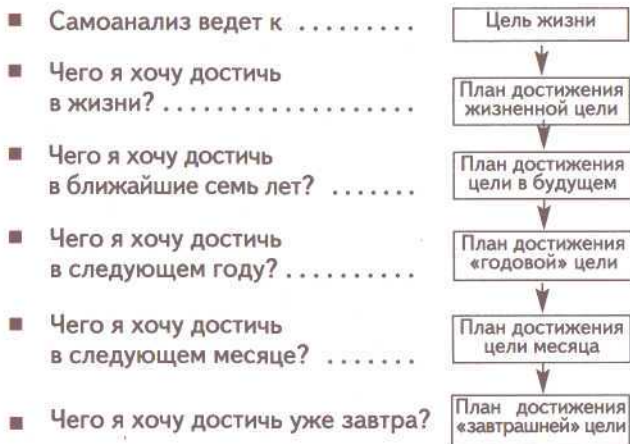 ■ Самоанализ ведет к ........
Цель жизни
■ Чего я хочу достичь
в жизни? ..................
План достижения
жизненной цели
■ Чего я хочу достичь
в ближайшие семь лет? .......
План достижения
цели в будущем
■ Чего я хочу достичь
в следующем году? ..........
План достижения
«годовой» цели
■ Чего я хочу достичь
в следующем месяце? .......
План достижения
цели месяца
■ Чего я хочу достичь уже завтра?
План достижения
«завтрашней» цели